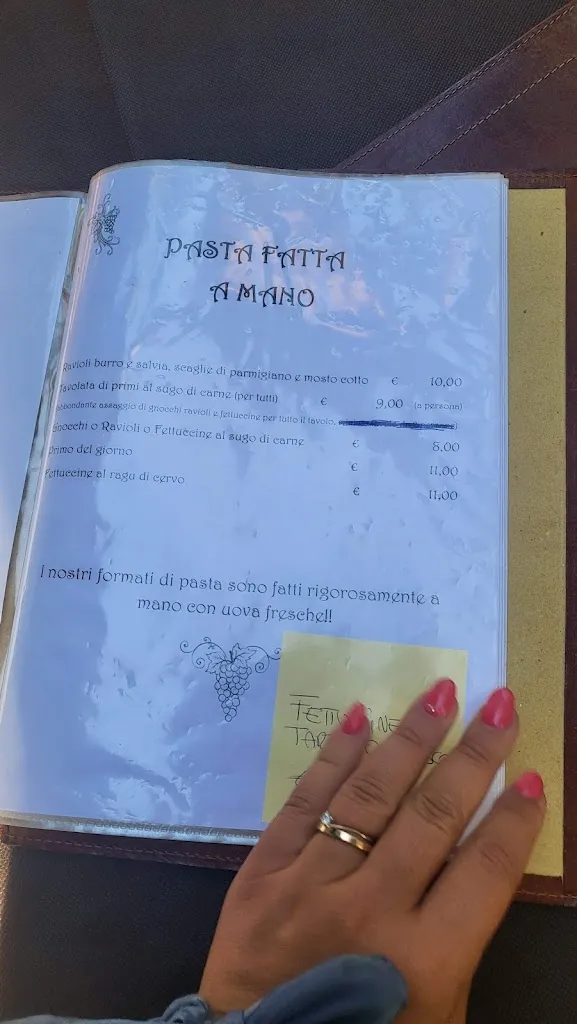 PASTA FATTA
A MANO
Ravioli burro e salvia, scaglie di parmigiano e mosto cotto € 10,00
Tavolata di primi al sugo di carne (per tutti) € 9,00 (a persona)
abbondante assaggio di gnocchi ravioli e fettuccine per tutto il tavolo,
Gnocchi o Ravioli o Fettuccine al sugo di carne € 8,00
Primo del giorno € 11,00
Fettuccine al ragu di cervo € 11,00
I nostri formati di pasta sono fatti rigorosamente a
mano con uova fresche!!